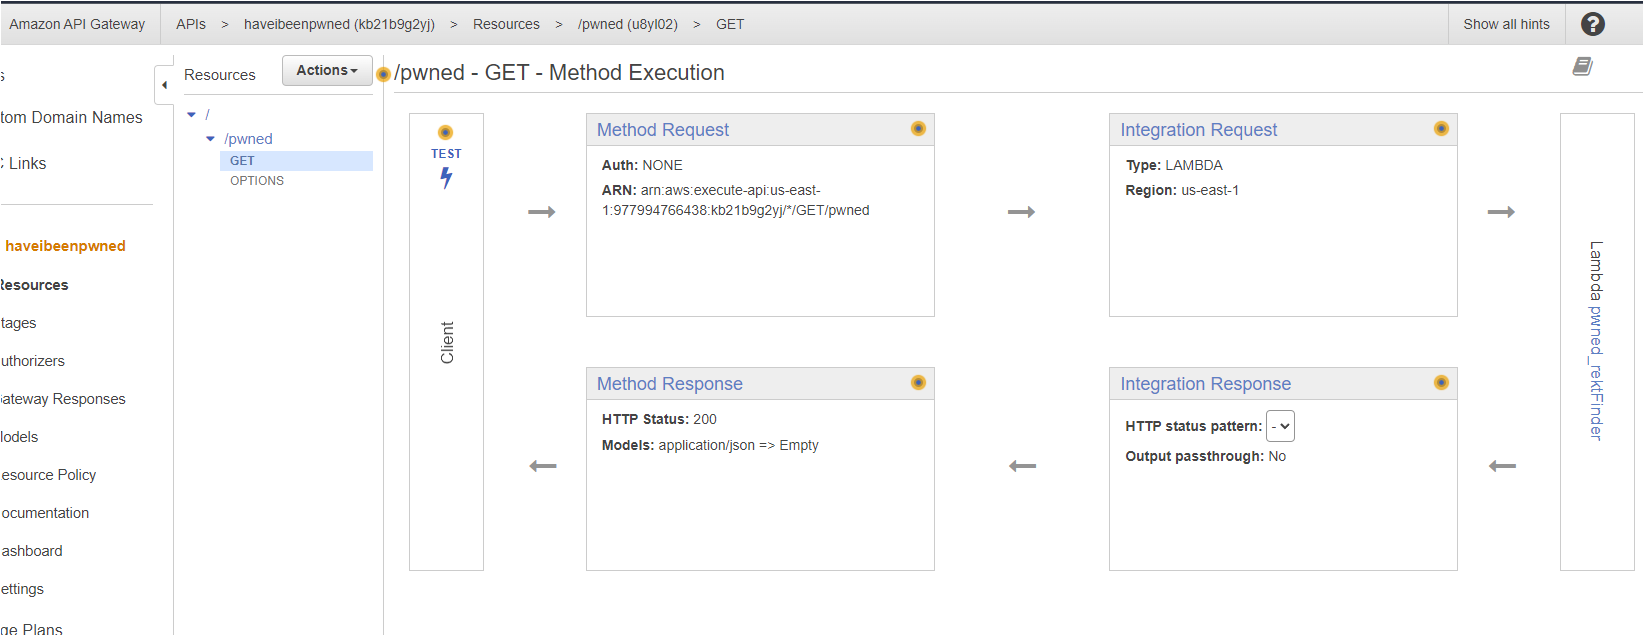 Amazon API Gateway APIs > haveibeenpwned (kb21b9g2yj) > Resources > /pwned (u8yl02) > GET Show all hints ?
s
tom Domain Names
C Links
haveibeenpwned
Resources
tages
uthorizers
ateway Responses
lodels
esource Policy
ocumentation
ashboard
ettings
ge Plans
Resources Actions
/
/pwned
GET
OPTIONS
/pwned - GET - Method Execution
TEST
Client
Method Request
Auth: NONE
ARN: arn:aws:execute-api:us-east-
1:977994766438:kb21b9g2yj/*/GET/pwned
Integration Request
Type: LAMBDA
Region: us-east-1
Lambda pwned_rektFinder
Method Response
HTTP Status: 200
Models: application/json => Empty
Integration Response
HTTP status pattern: -
Output passthrough: No